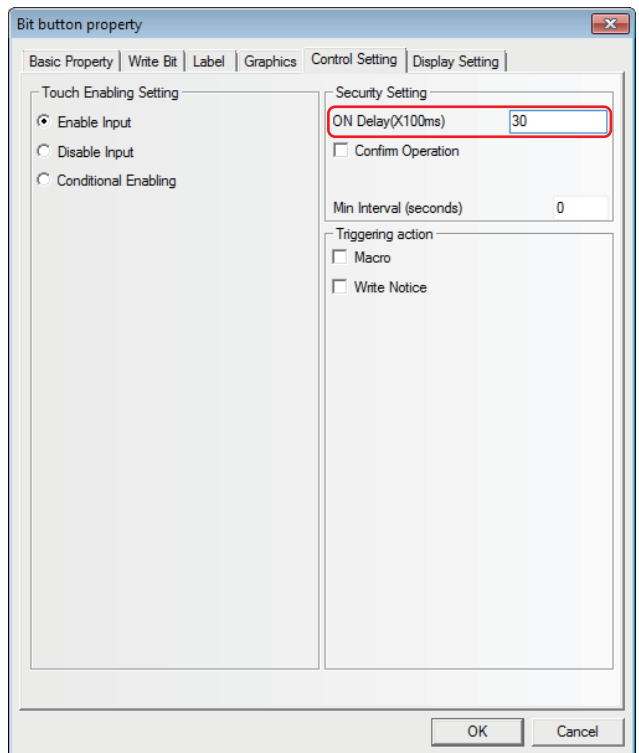 Bit button property
Basic Property Write Bit Label Graphics Control Setting Display Setting
Touch Enabling Setting
Enable Input
Disable Input
Conditional Enabling
Security Setting
ON Delay(X100ms) 30
Confirm Operation
Min Interval (seconds) 0
Triggering action
Macro
Write Notice
OK Cancel